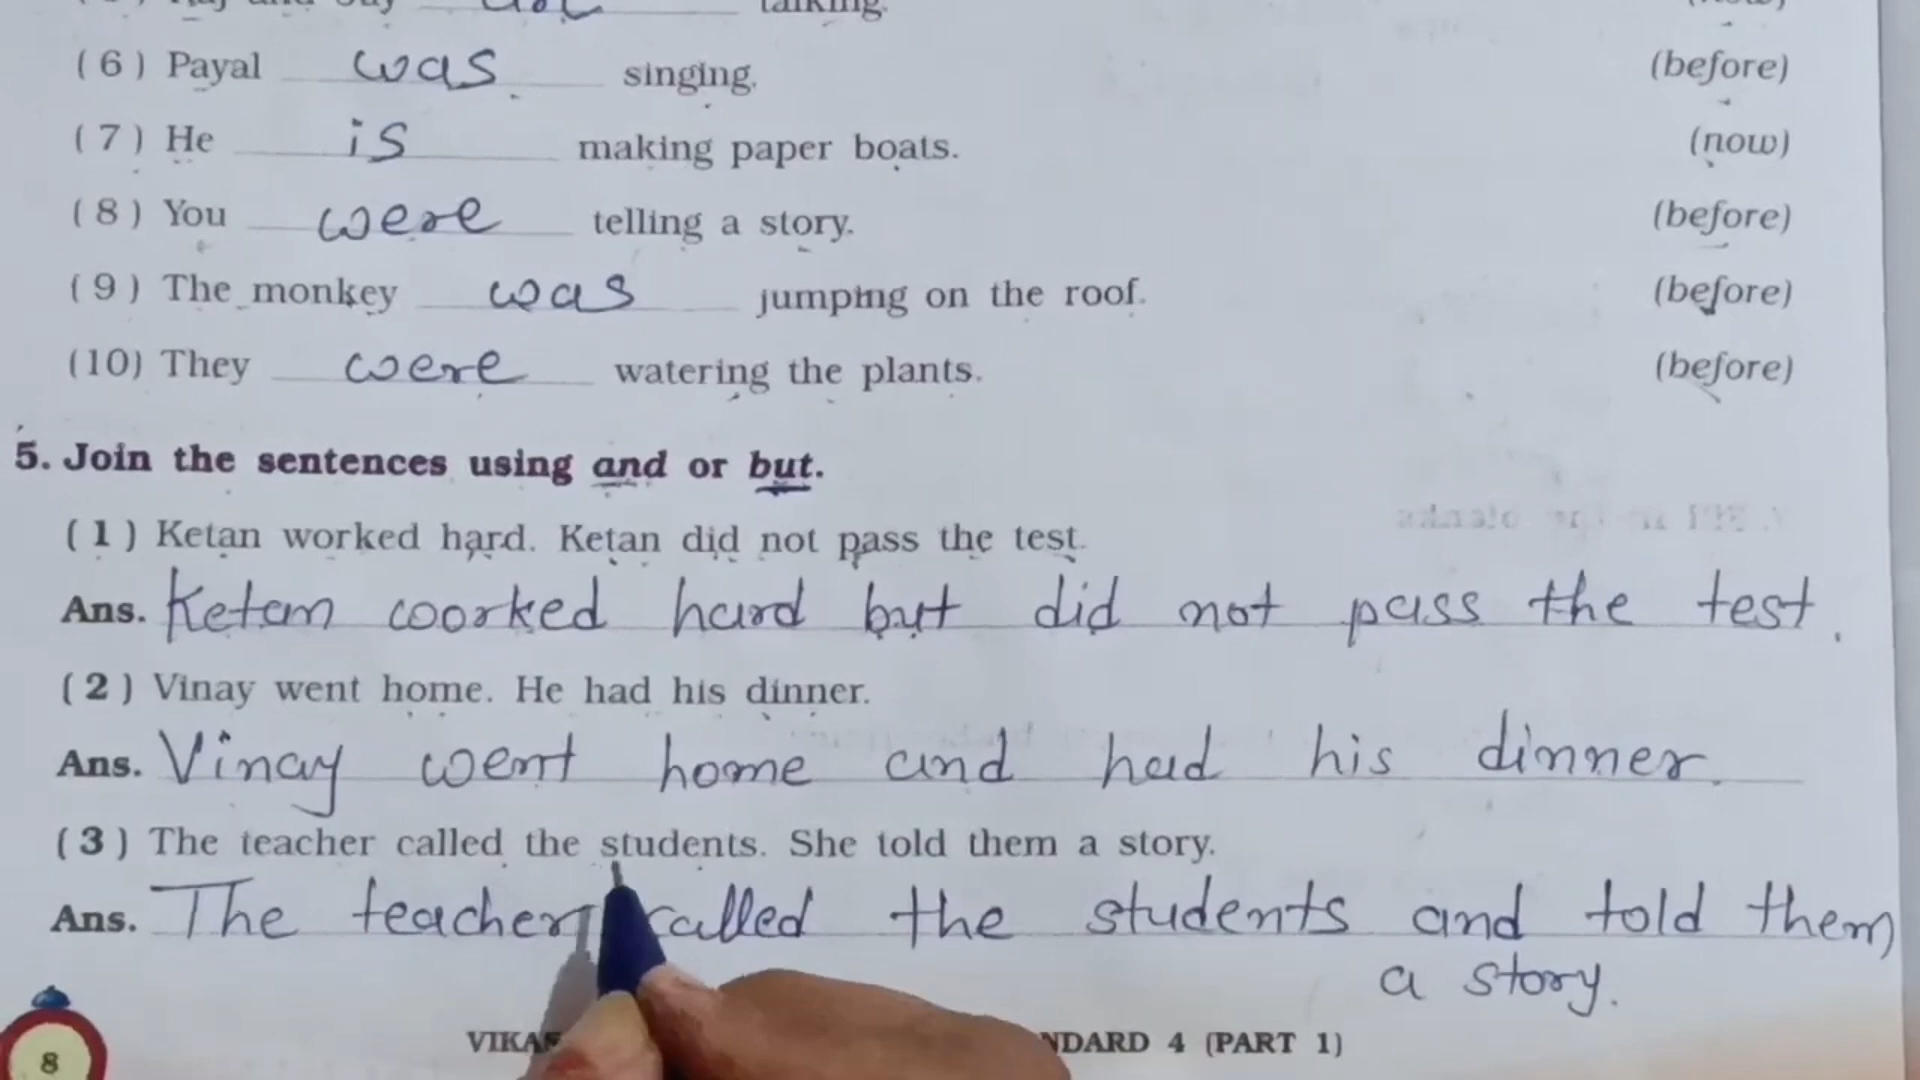 talking.
( 6 ) Payal was singing. (before)
( 7 ) He is making paper boats. (now)
( 8 ) You were telling a story. (before)
( 9 ) The monkey was jumping on the roof. (before)
(10) They were watering the plants. (before)
5. Join the sentences using and or but.
( 1 ) Ketan worked hard. Ketan did not pass the test.
Ans. Ketan worked hard but did not pass the test.
( 2 ) Vinay went home. He had his dinner.
Ans. Vinay went home and had his dinner.
( 3 ) The teacher called the students. She told them a story.
Ans. The teacher called the students and told them
a story.
4 (PART 1)
8